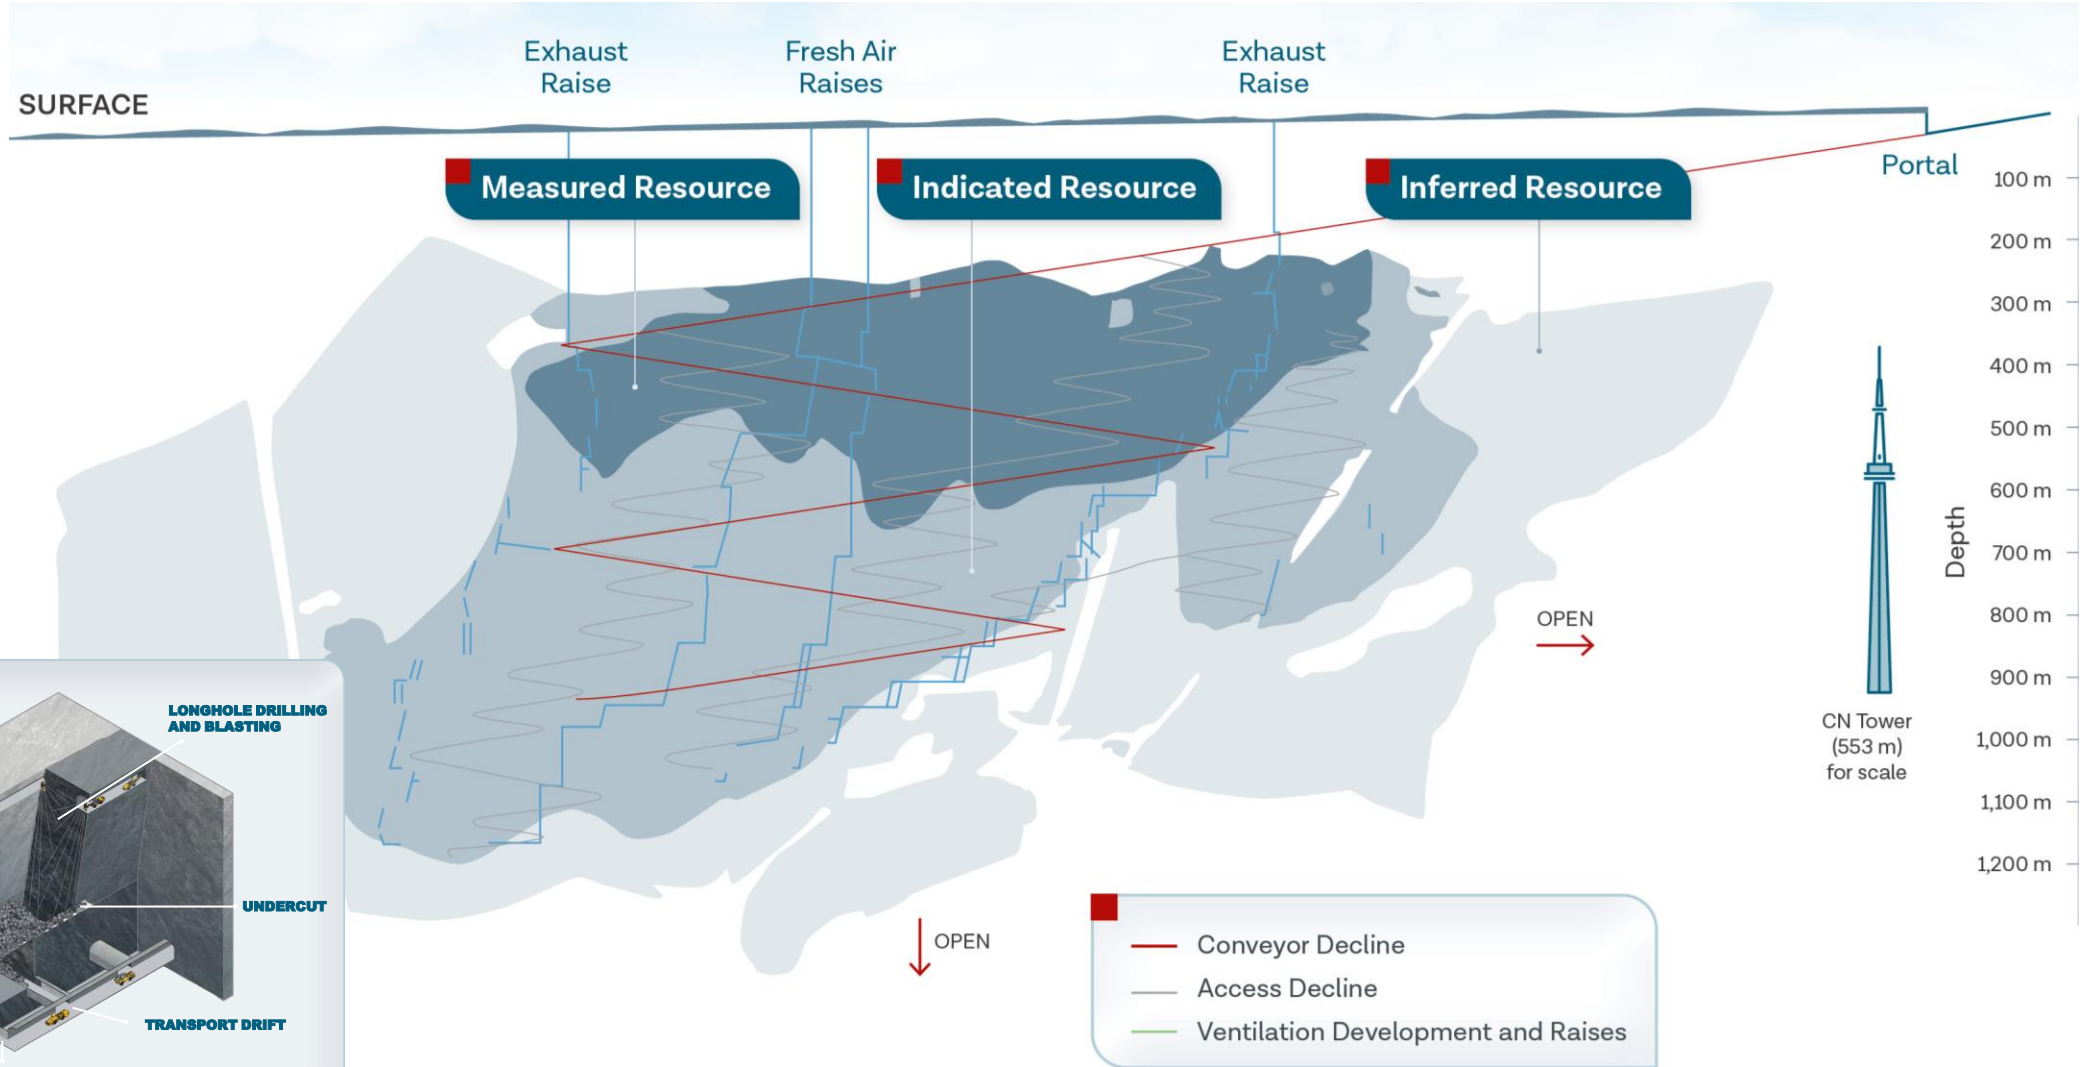 Exhaust
Raise
Fresh Air
Raises
Exhaust
Raise
SURFACE
Measured Resource
Indicated Resource
Inferred Resource
Portal
100 m
200 m
300 m
400 m
500 m
600 m
700 m
800 m
900 m
1,000 m
1,100 m
1,200 m
Depth
OPEN
CN Tower
(553 m)
for scale
LONGHOLE DRILLING
AND BLASTING
UNDERCUT
TRANSPORT DRIFT
OPEN
Conveyor Decline
Access Decline
Ventilation Development and Raises